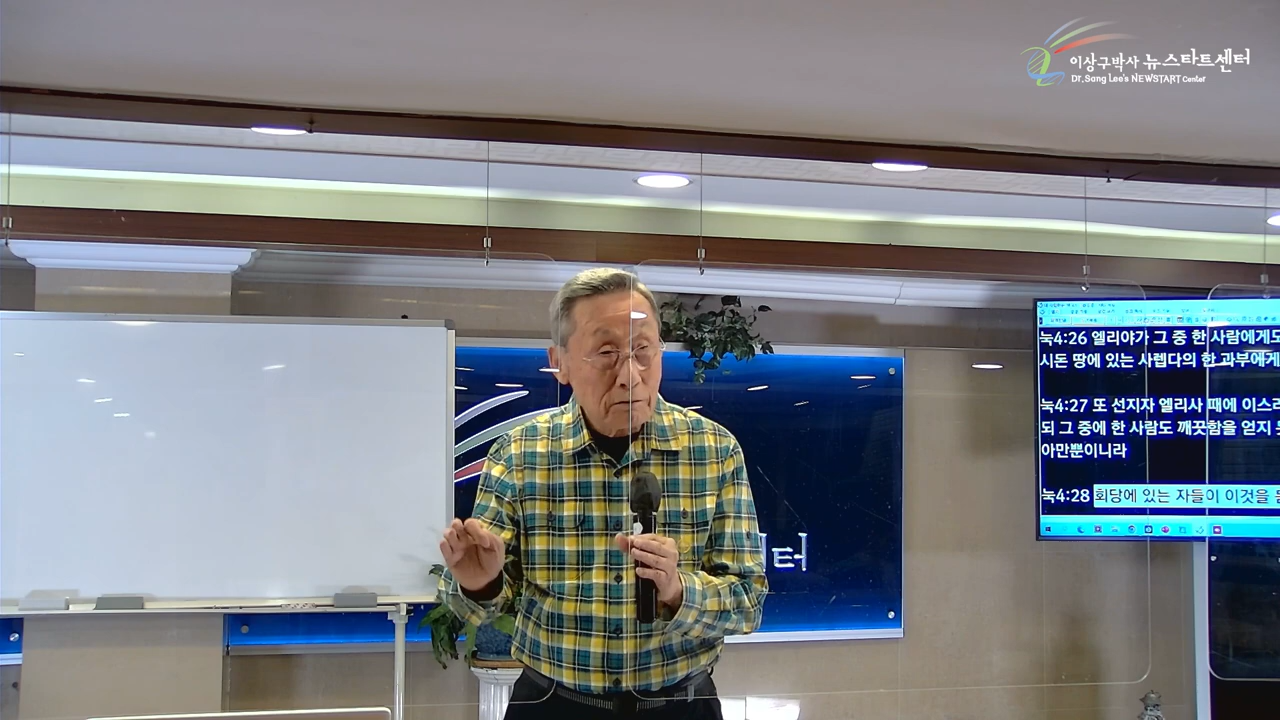 이상구박사 뉴스타트센터
Dr. Sang Lee's NEWSTART Center
눅4:26 엘리야가 그 중 한 사람에게도
시돈 땅에 있는 사렙다의 한 과부에게
눅4:27 또 선지자 엘리사 때에 이스라
되 그 중에 한 사람도 깨끗함을 얻지 못
아만뿐이니라
눅4:28 회당에 있는 자들이 이것을 듣
터